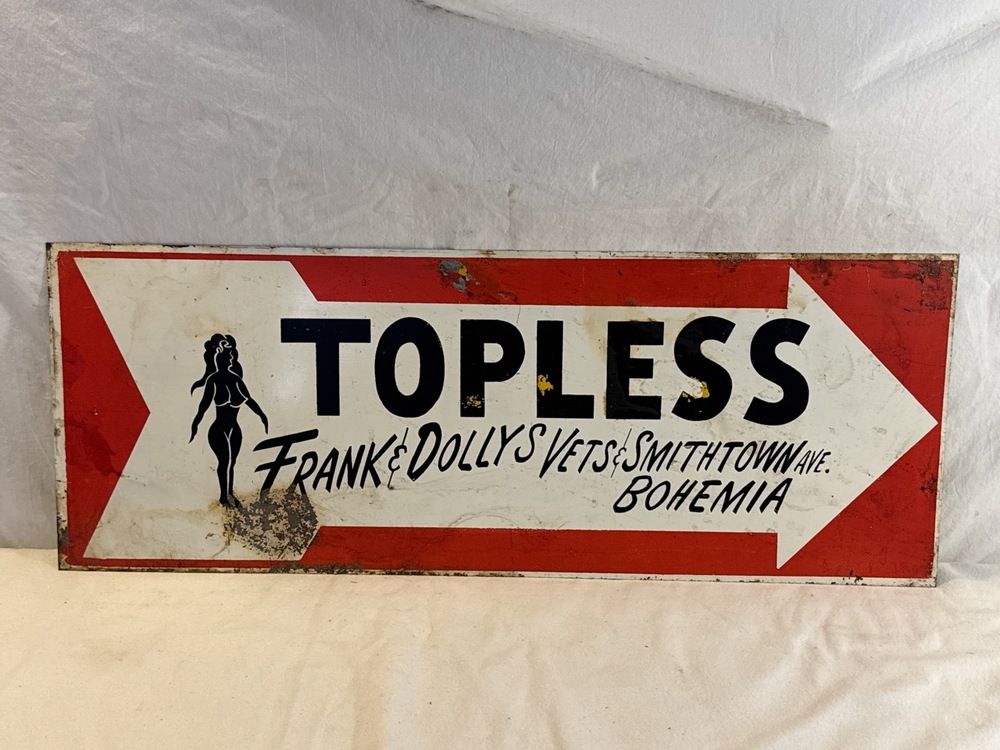 TOPLESS
FRANK & DOLLYS VETS & SMITHTOWN AVE.
BOHEMIA